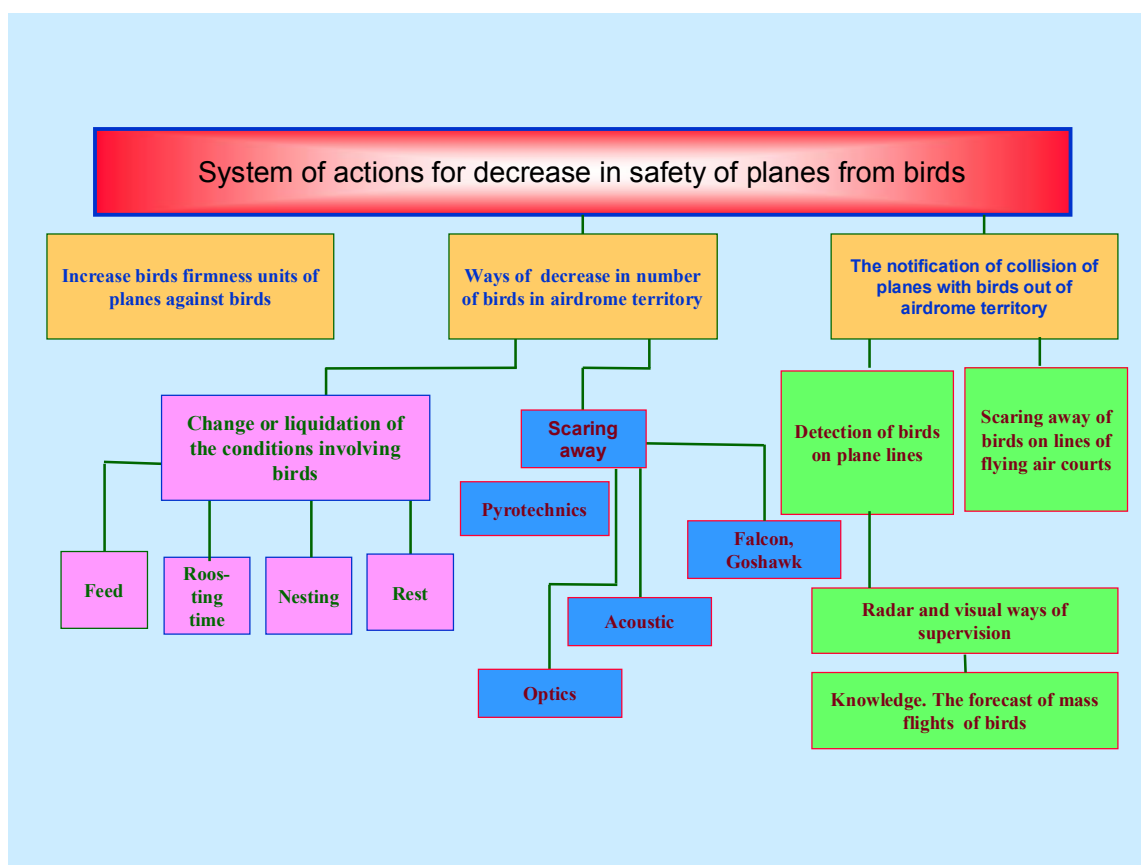 System of actions for decrease in safety of planes from birds
Increase birds firmness units of
planes against birds
Ways of decrease in number
of birds in airdrome territory
The notification of collision of
planes with birds out of
airdrome territory
Change or liquidation of
the conditions involving
birds
Scaring
away
Detection of birds
on plane lines
Scaring away of
birds on lines of
flying air courts
Pyrotechnics
Falcon,
Goshawk
Feed
Roos-
ting
time
Nesting
Rest
Acoustic
Optics
Radar and visual ways of
supervision
Knowledge. The forecast of mass
flights of birds